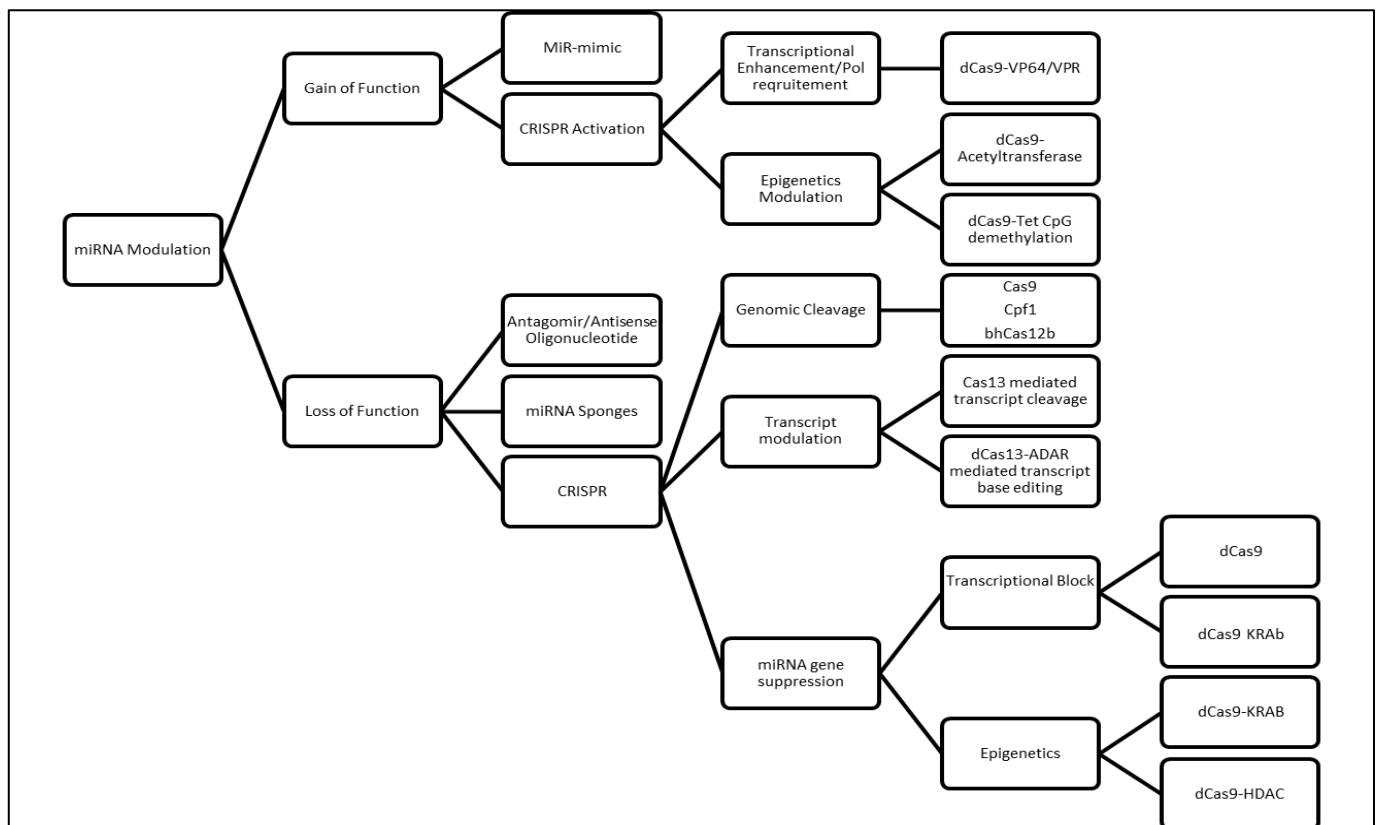 miRNA Modulation
Gain of Function
MiR-mimic
CRISPR Activation
Transcriptional
Enhancement/Pol
reqruitement
dCas9-VP64/VPR
Epigenetics
Modulation
dCas9-
Acetyltransferase
dCas9-Tet CpG
demethylation
Loss of Function
Antagomir/Antisense
Oligonucleotide
miRNA Sponges
CRISPR
Genomic Cleavage
Cas9
Cpf1
bhCas12b
Transcript
modulation
Cas13 mediated
transcript cleavage
dCas13-ADAR
mediated transcript
base editing
miRNA gene
suppression
Transcriptional Block
dCas9
dCas9 KRAb
Epigenetics
dCas9-KRAB
dCas9-HDAC